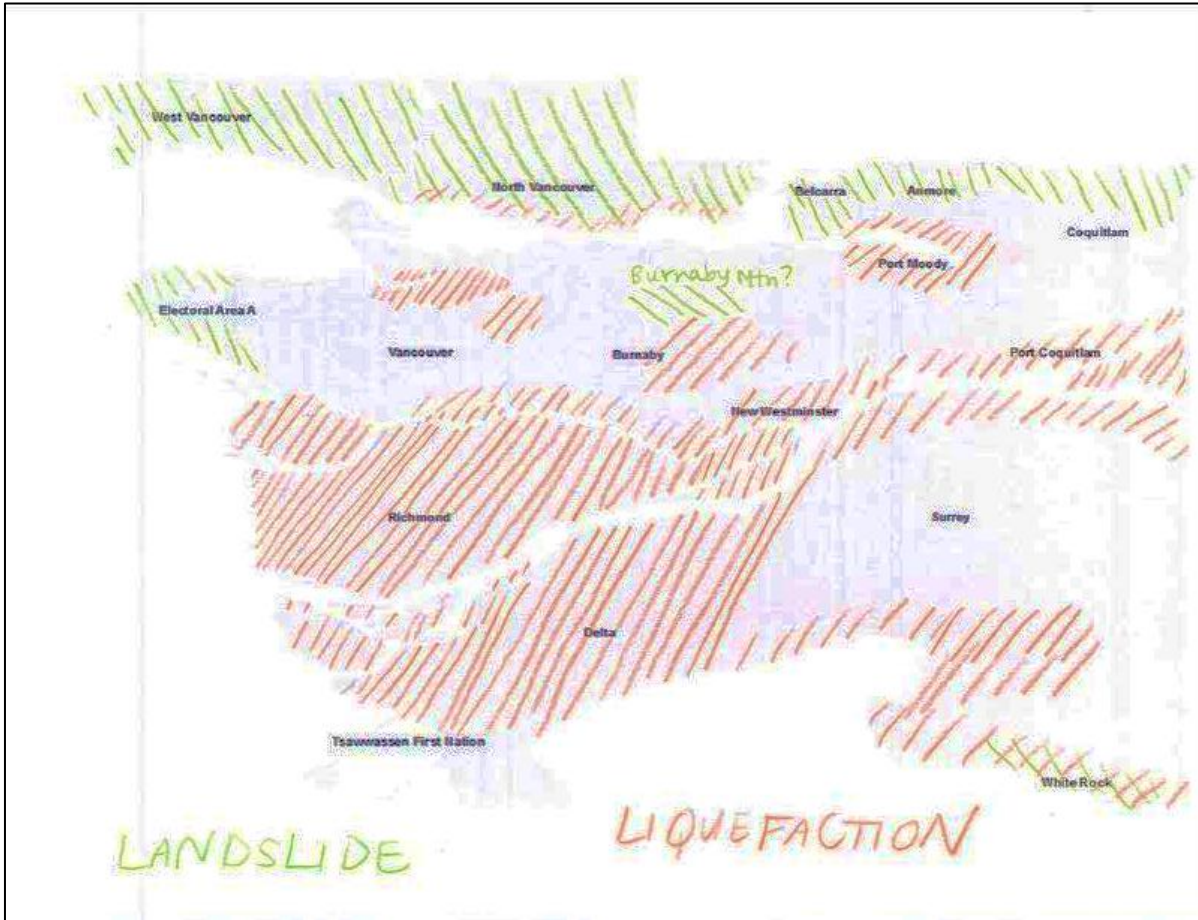 West Vancouver
North Vancouver
Belcarra
Anmore
Coquitlam
Port Moody
Burnaby Mtn?
Electoral Area A
Vancouver
Burnaby
Port Coquitlam
New Westminster
Richmond
Surrey
Delta
Tsawwassen First Nation
White Rock
LIQUEFACTION
LANDSLIDE